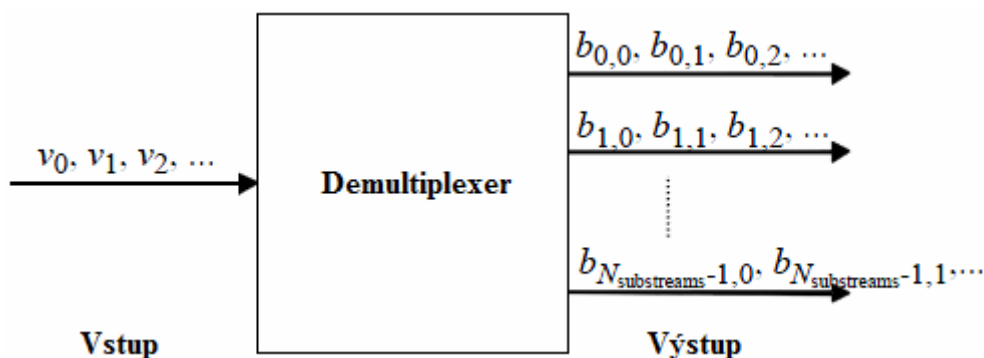 b0,0, b0,1, b0,2, ...
b1,0, b1,1, b1,2, ...
v0, v1, v2, ...
Demultiplexer
bNsubstreams-1,0, bNsubstreams-1,1,...
Vstup
Výstup